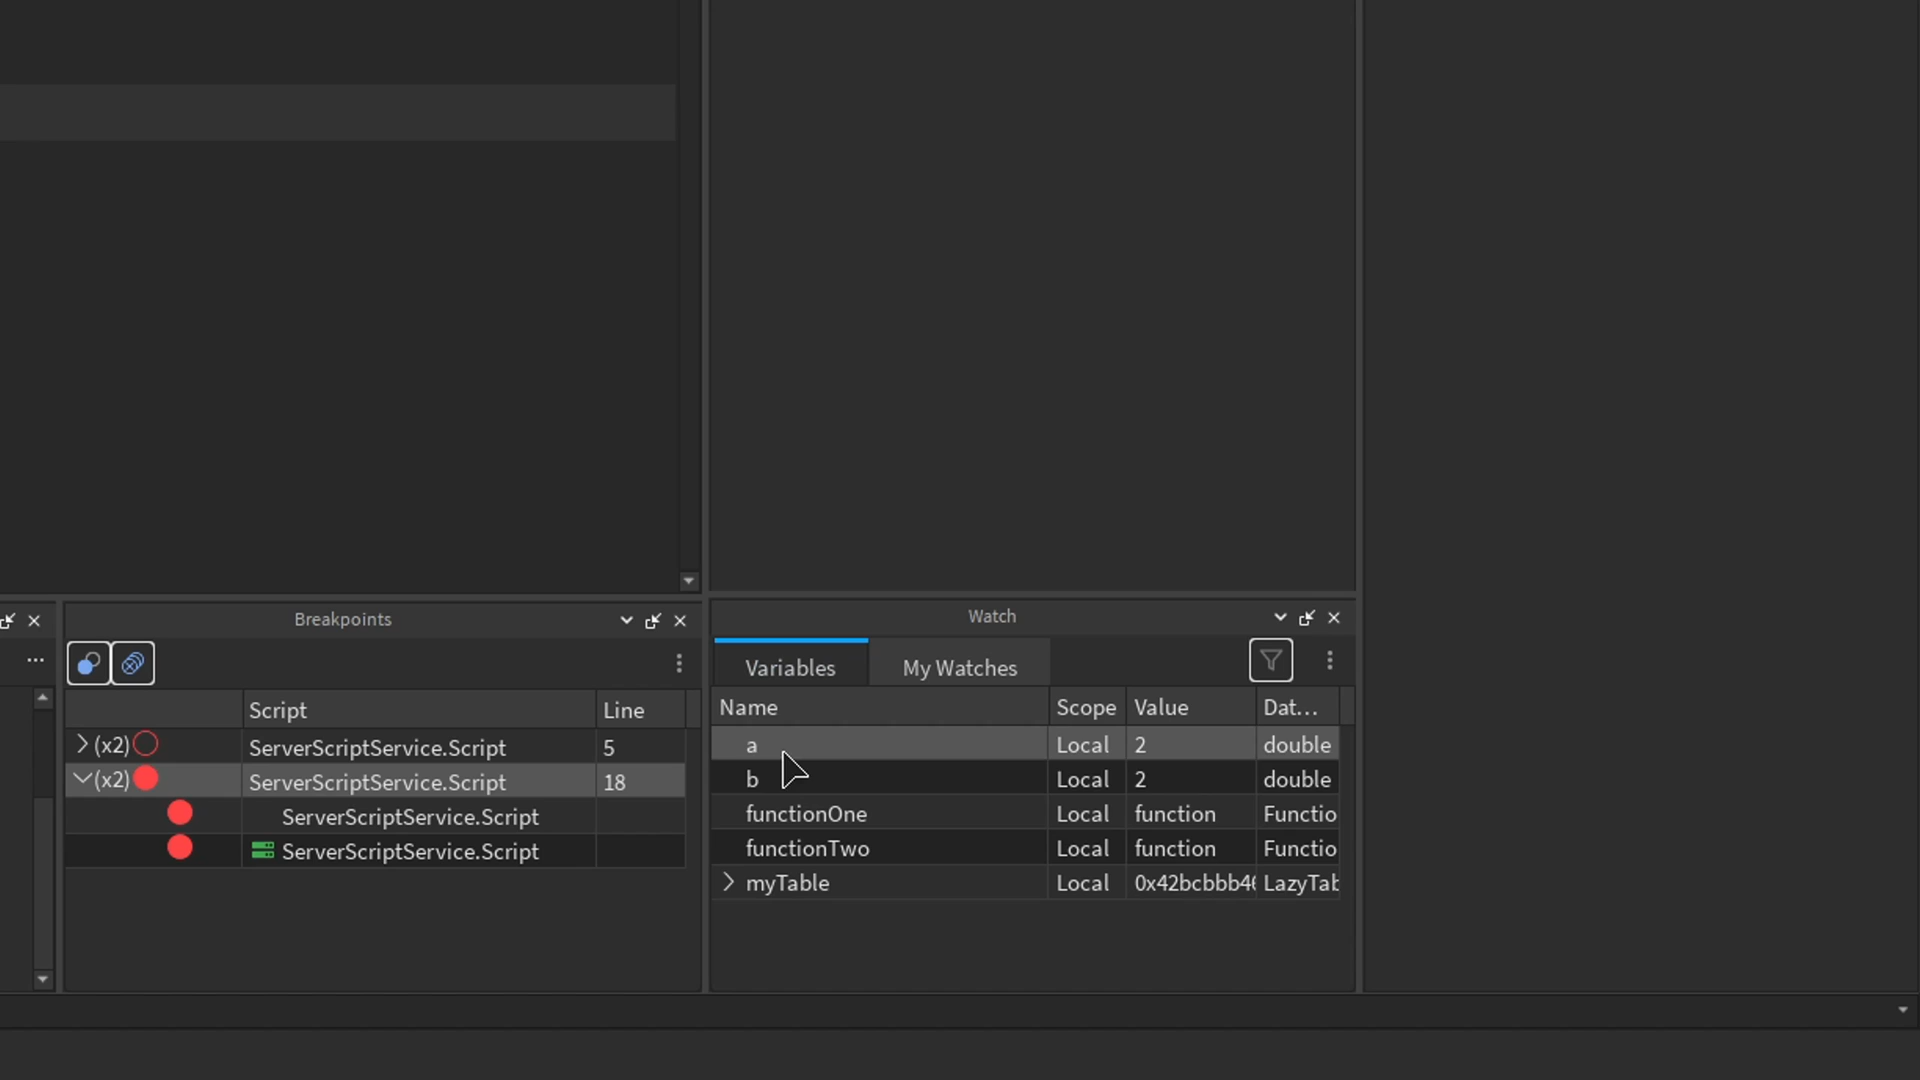 Breakpoints
Script Line
(x2) ServerScriptService.Script 5
(x2) ServerScriptService.Script 18
ServerScriptService.Script
ServerScriptService.Script
Watch
Variables My Watches
Name Scope Value Dat...
a Local 2 double
b Local 2 double
functionOne Local function Functio
functionTwo Local function Functio
myTable Local 0x42bcbbb4 LazyTab